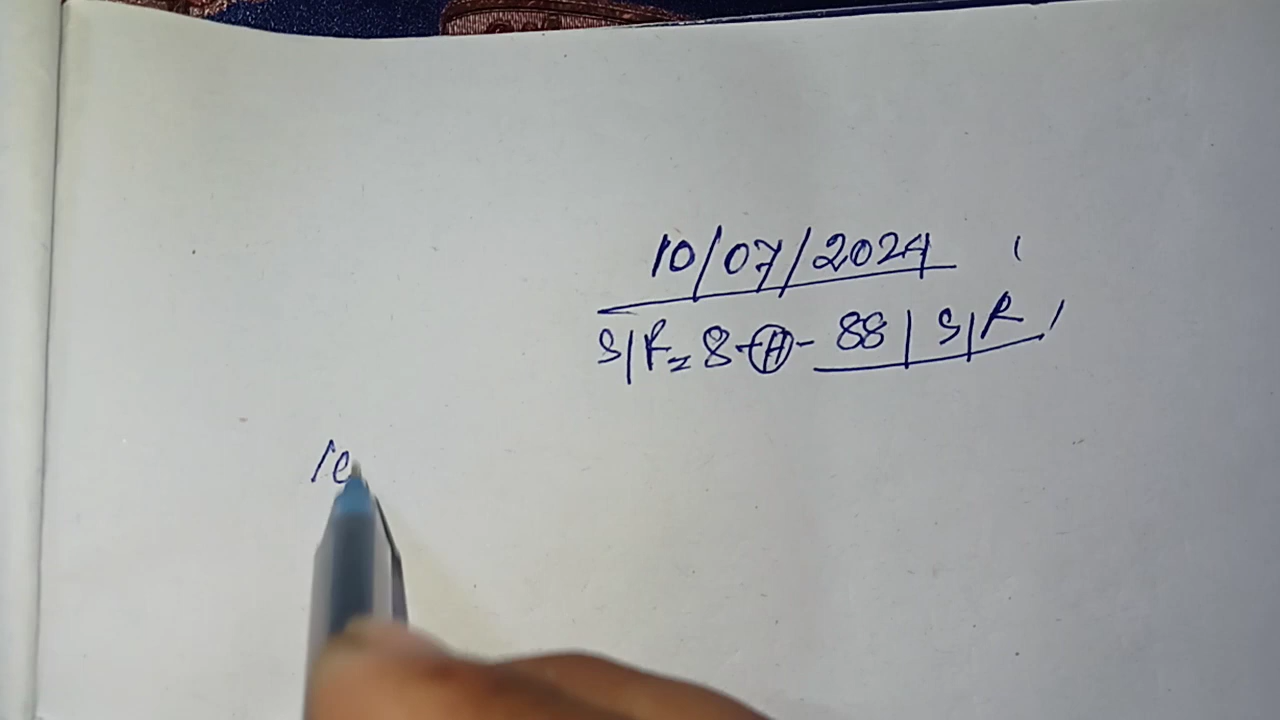 10/07/2024
S/R = 8-(H)- 88 | S/R